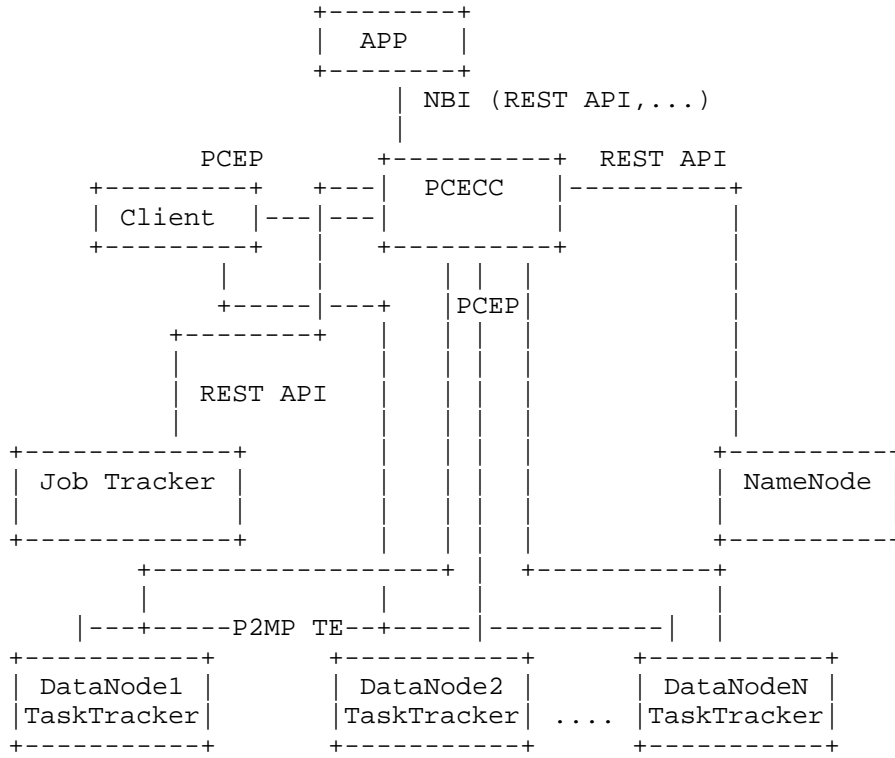 APP
NBI (REST API,...)
PCEP REST API
PCECC
Client
PCEP
REST API
Job Tracker NameNode
P2MP TE
DataNode1 DataNode2 DataNodeN
TaskTracker TaskTracker .... TaskTracker